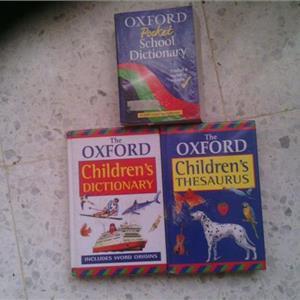 OXFORD
Pocket
School
Dictionary
The
OXFORD
Children's
DICTIONARY
INCLUDES WORD ORIGINS
The
OXFORD
Children's
THESAURUS